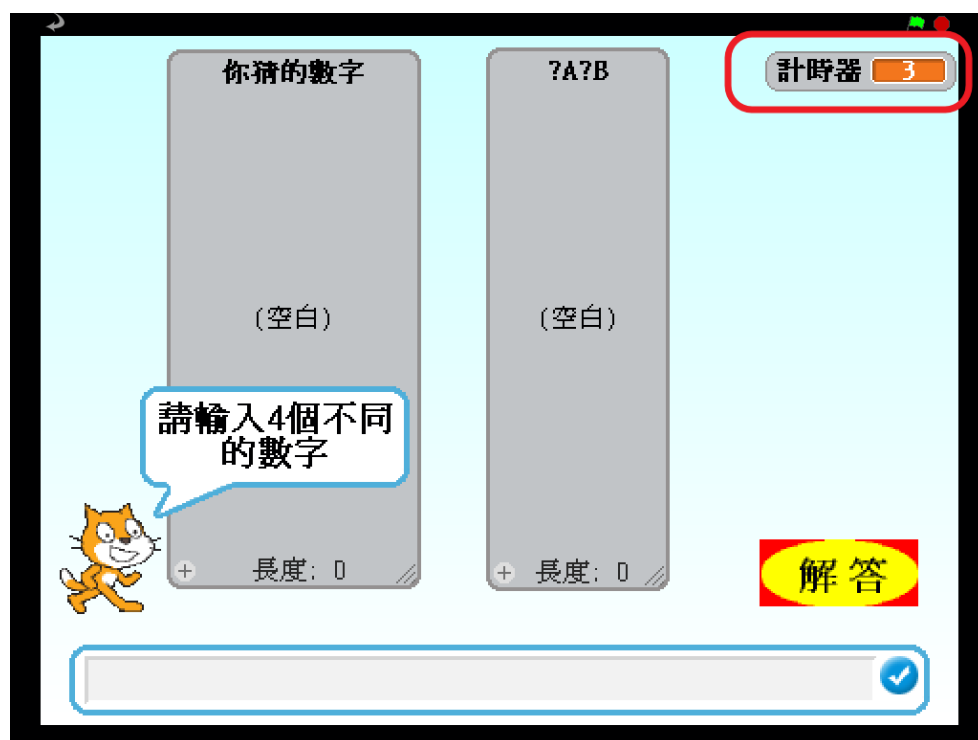 你猜的數字
?A?B
計時器 3
(空白)
(空白)
請輸入4個不同
的數字
+ 長度: 0
+ 長度: 0
解答